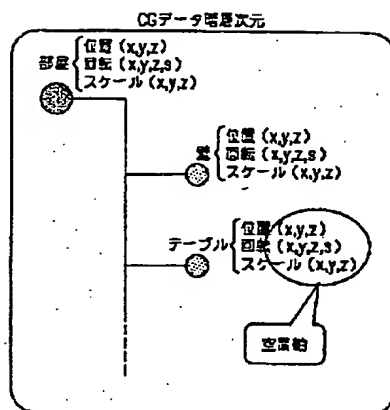 CGデータ階層次元
部屋
位置 (x,y,z)
回転 (x,y,z,s)
スケール (x,y,z)
壁
位置 (x,y,z)
回転 (x,y,z,s)
スケール (x,y,z)
テーブル
位置 (x,y,z)
回転 (x,y,z,s)
スケール (x,y,z)
空間軸